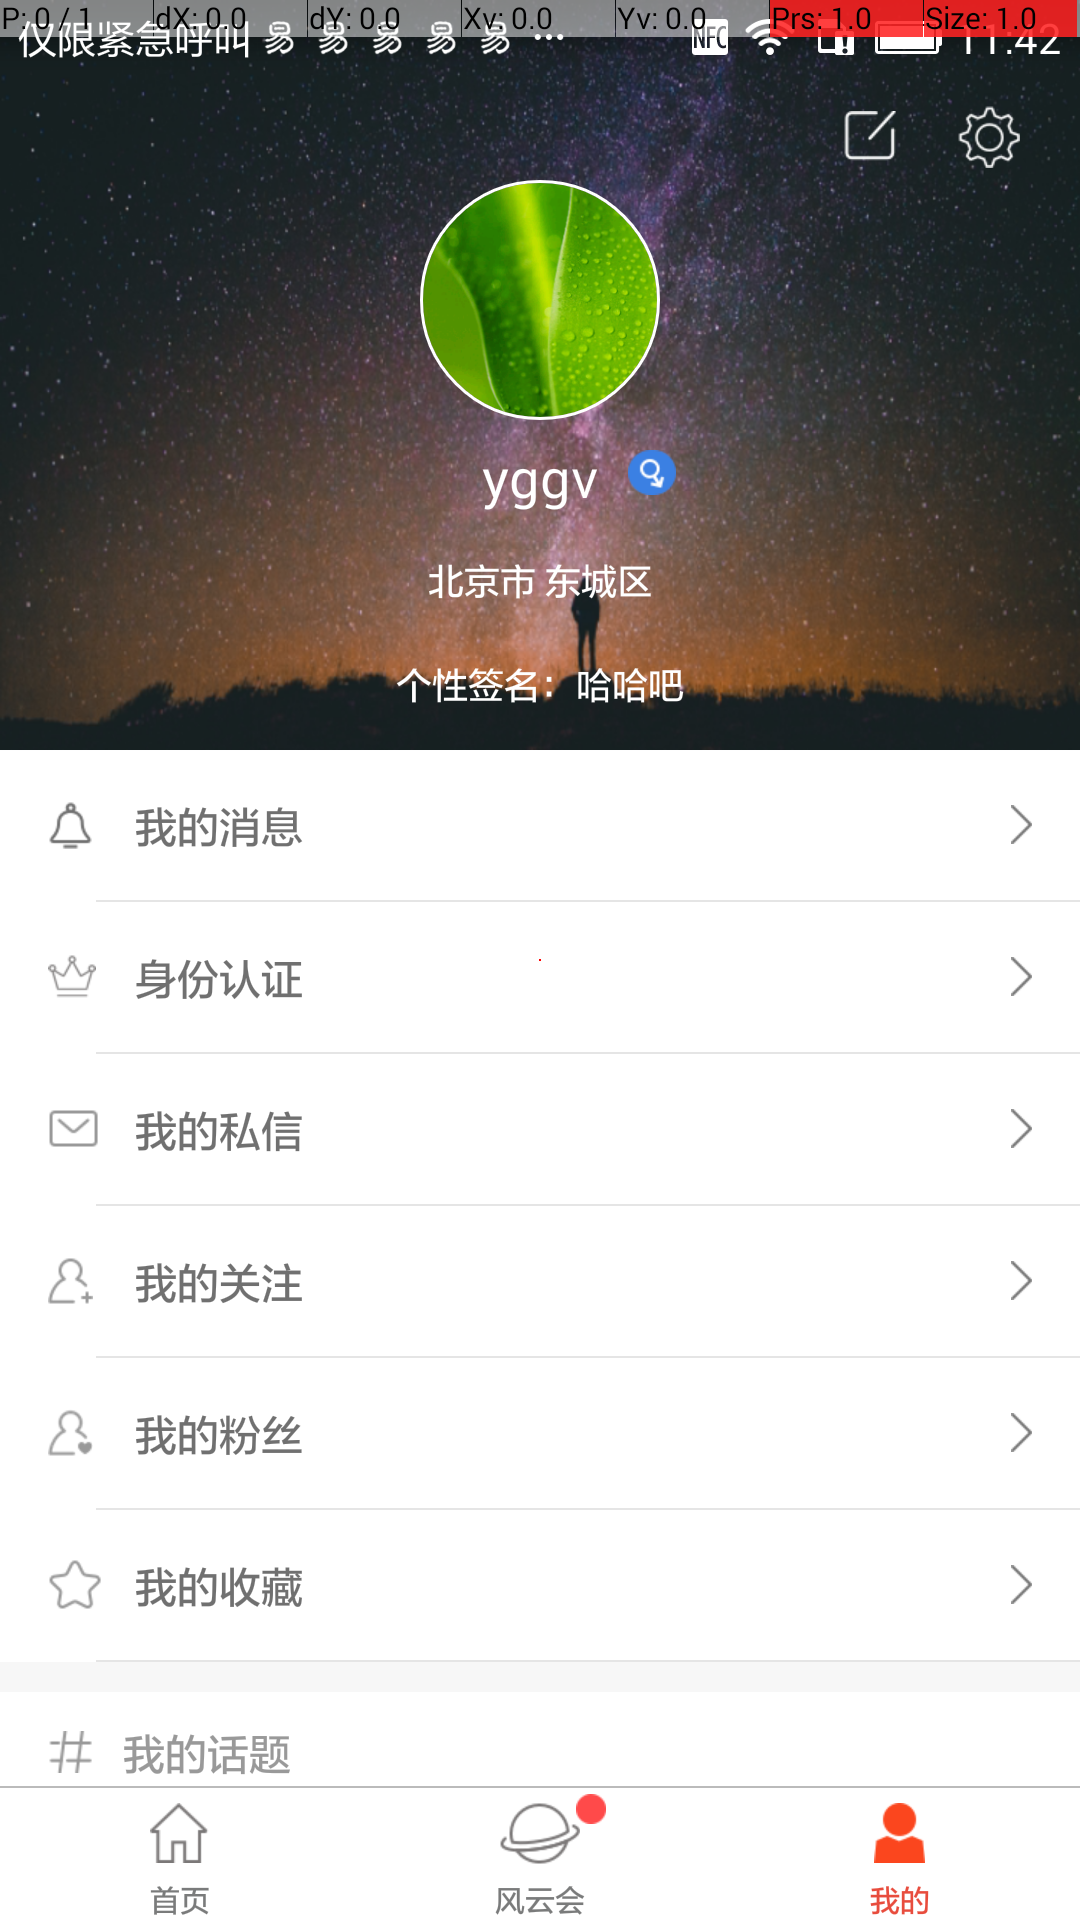 P: 0 / 1 dX: 0.0 dY: 0.0 Xv: 0.0 Yv: 0.0 Prs: 1.0 Size: 1.0
仅限紧急呼叫 易 易 易 易 易 ... NFC 11:42
yggv
北京市 东城区
个性签名：哈哈吧
我的消息
身份认证
我的私信
我的关注
我的粉丝
我的收藏
我的话题
首页 风云会 我的